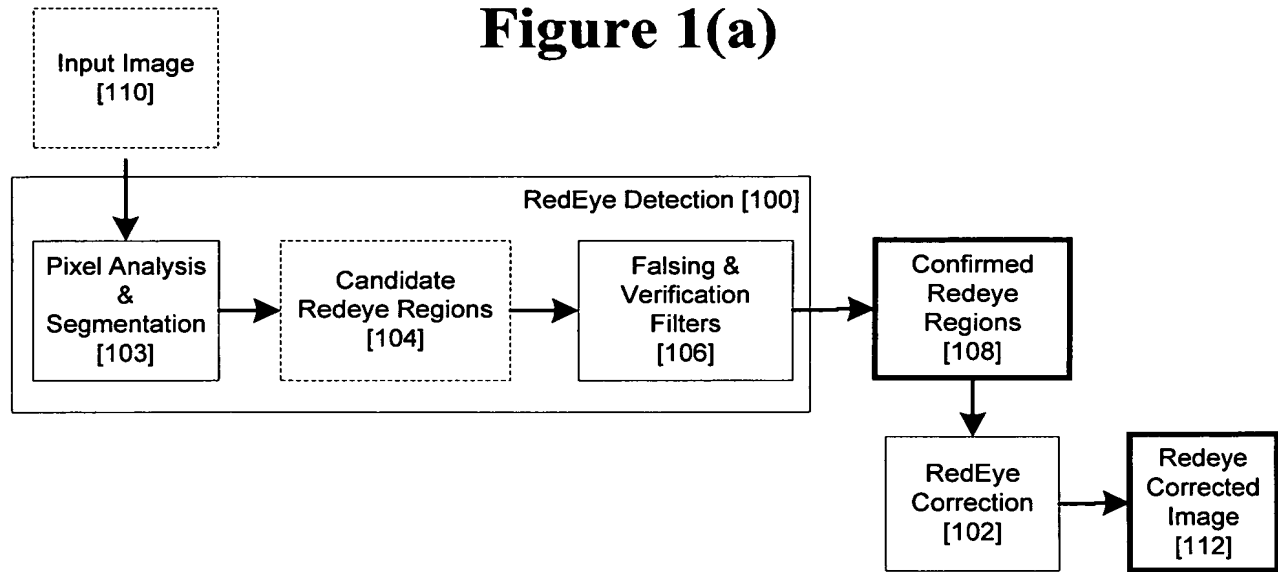 Figure 1(a)
Input Image
[110]
RedEye Detection [100]
Pixel Analysis
&
Segmentation
[103]
Candidate
Redeye Regions
[104]
Falsing &
Verification
Filters
[106]
Confirmed
Redeye
Regions
[108]
RedEye
Correction
[102]
Redeye
Corrected
Image
[112]